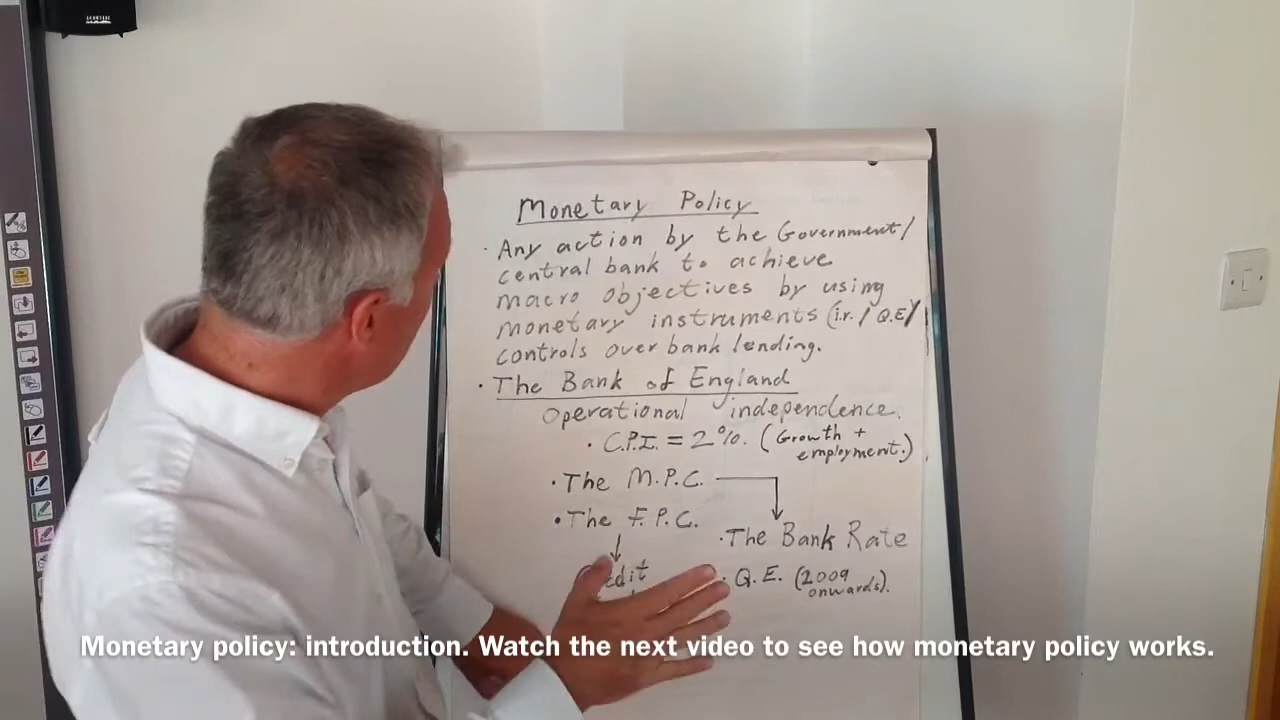 Monetary Policy
· Any action by the Government/
central bank to achieve
macro objectives by using
monetary instruments (i.r./Q.E/
controls over bank lending.
· The Bank of England
Operational independence.
· C.P.I. = 2%. (Growth +
employment.)
· The M.P.C.
· The F.P.C.
· The Bank Rate
· Q.E. (2009
onwards).
Monetary policy: introduction. Watch the next video to see how monetary policy works.